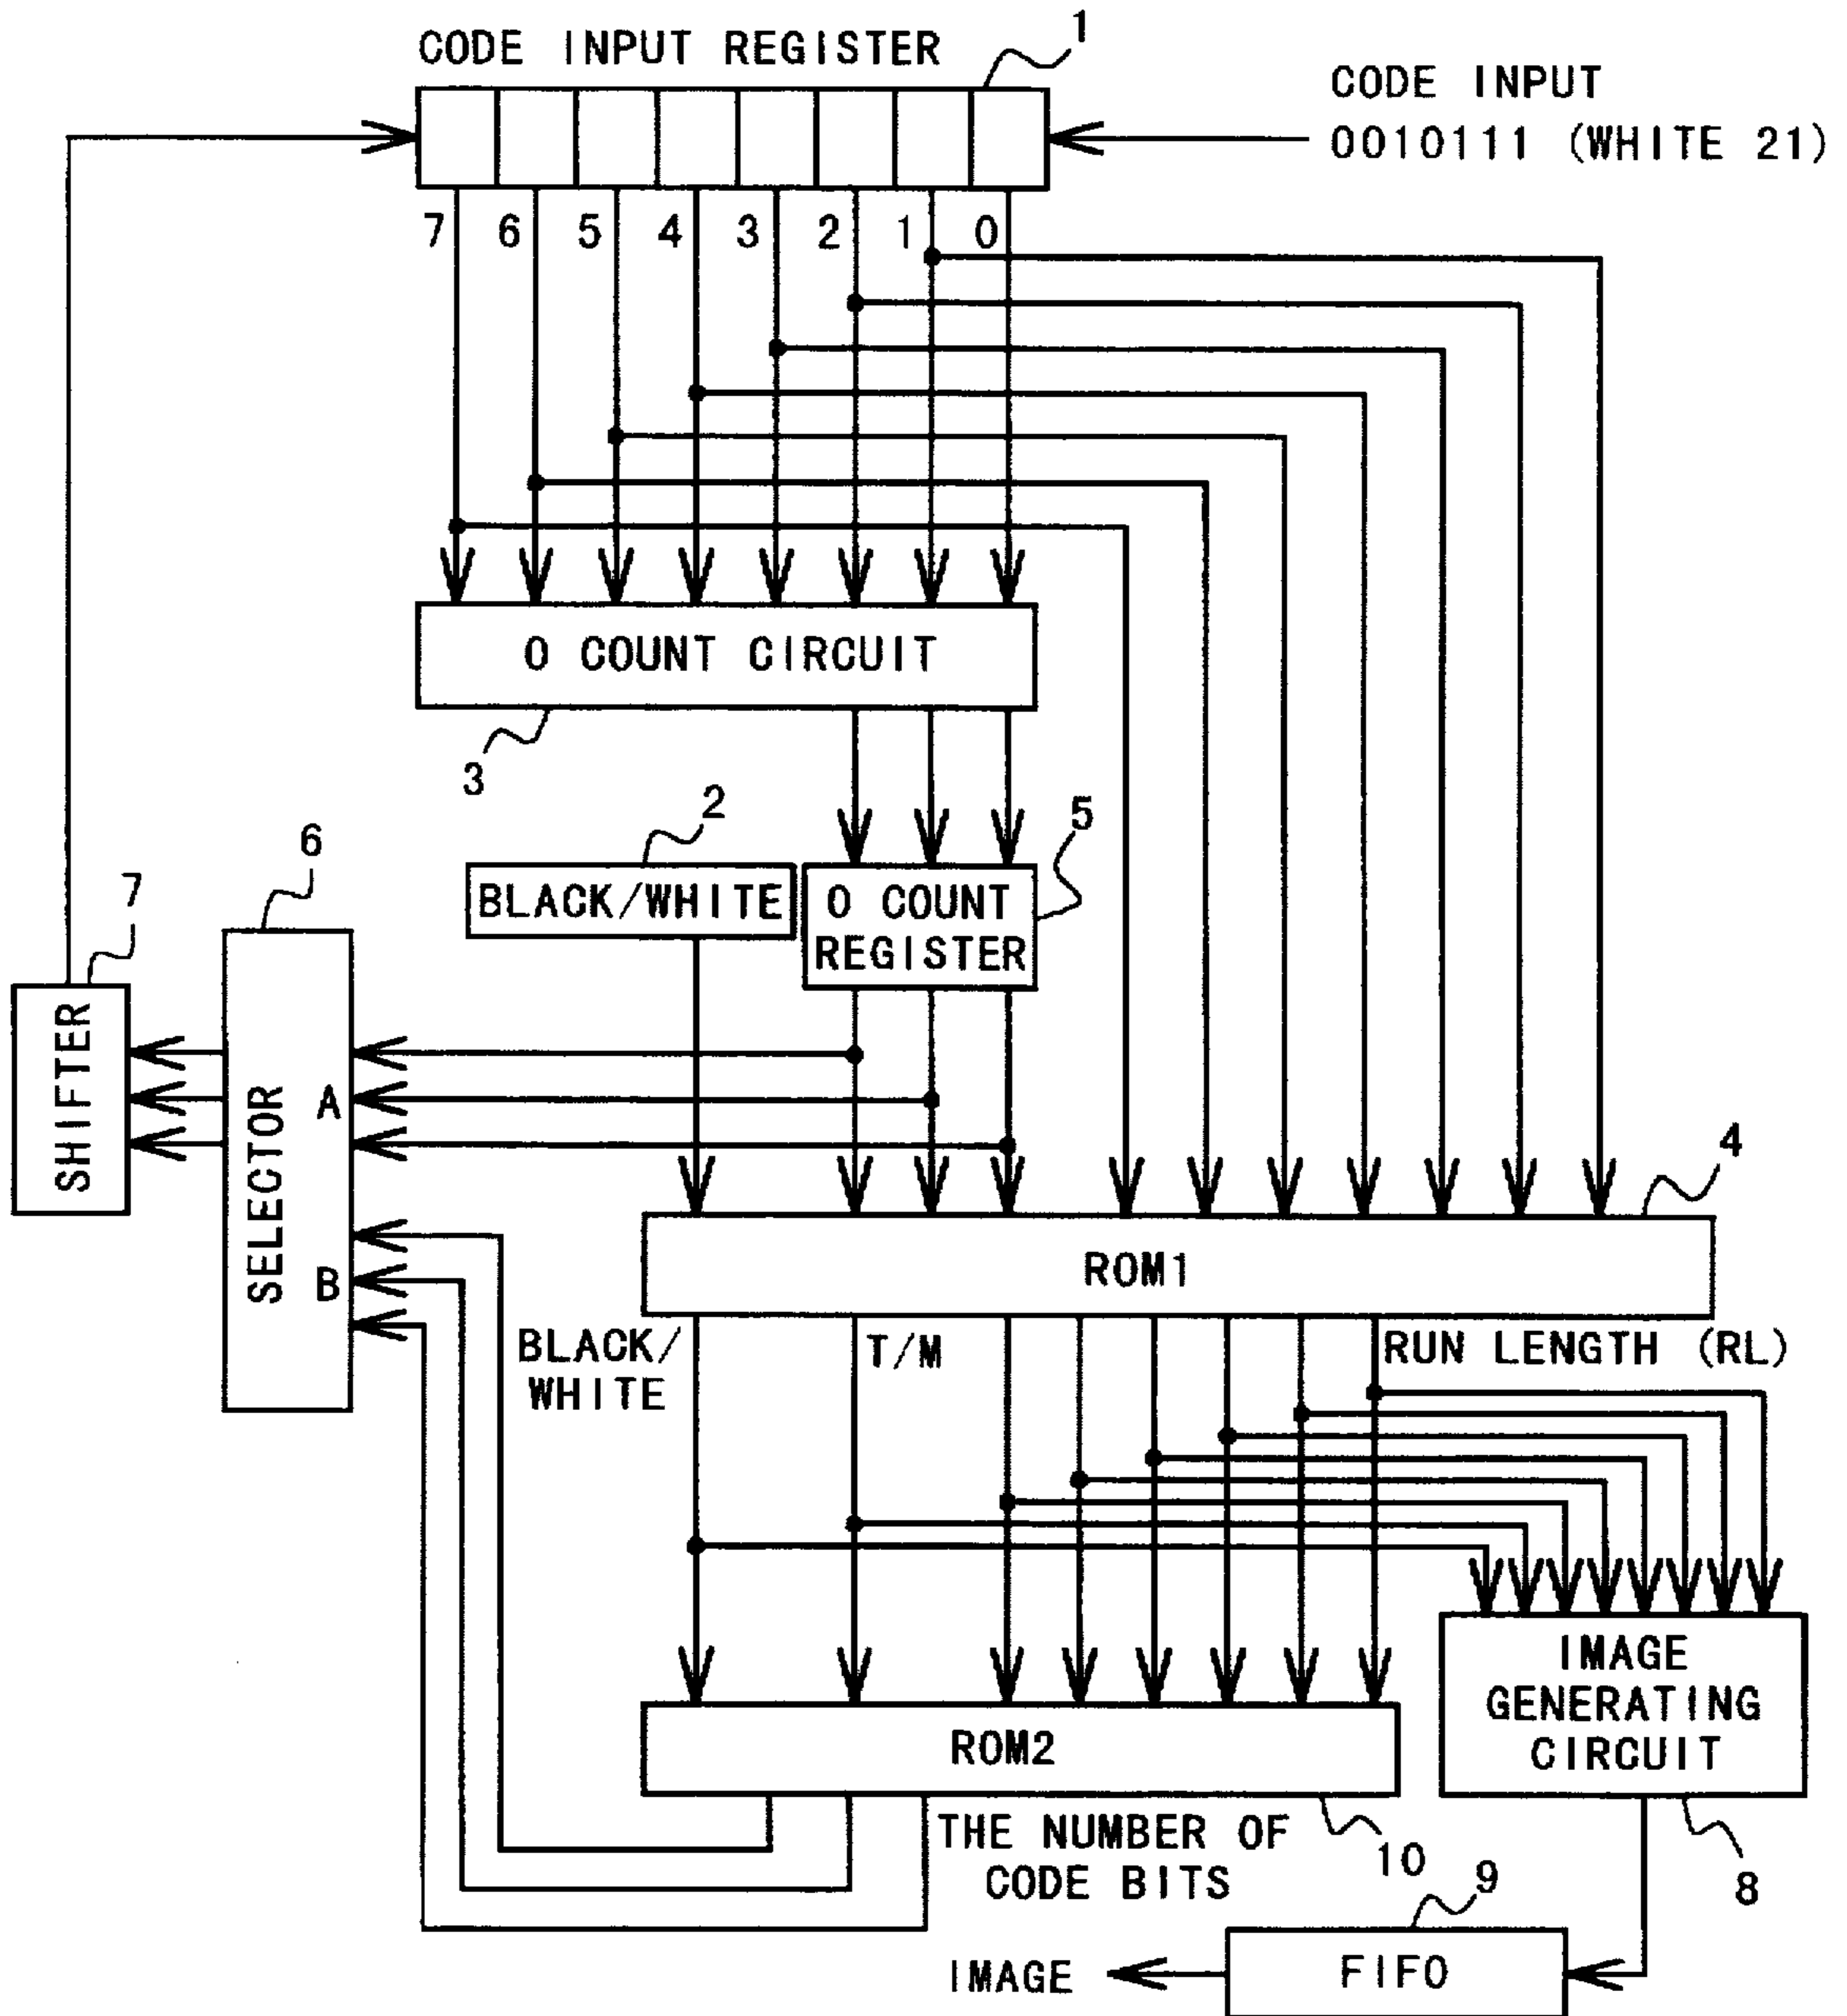 1
CODE INPUT REGISTER
CODE INPUT
0010111 (WHITE 21)
7 6 5 4 3 2 1 0
0 COUNT CIRCUIT
3
2
5
6
7
BLACK/WHITE
0 COUNT
REGISTER
SHIFTER
SELECTOR
A
B
4
ROM1
BLACK/
WHITE
T/M
RUN LENGTH (RL)
IMAGE
GENERATING
CIRCUIT
ROM2
THE NUMBER OF
CODE BITS
10
8
9
IMAGE
FIFO